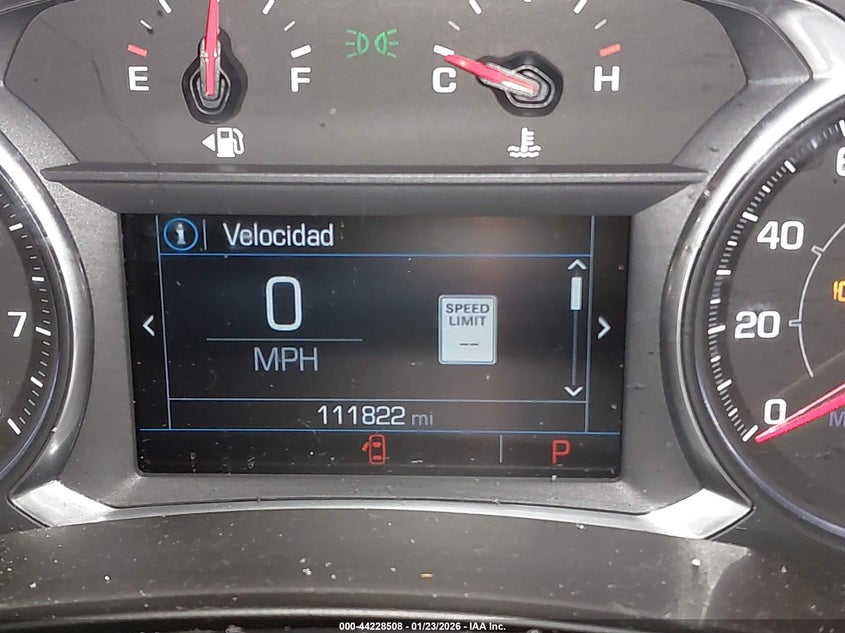 E F C H
Velocidad
0
MPH
SPEED
LIMIT
--
111822 mi
P
7
40
20
0
000-44228508 - 01/23/2026 - IAA Inc.